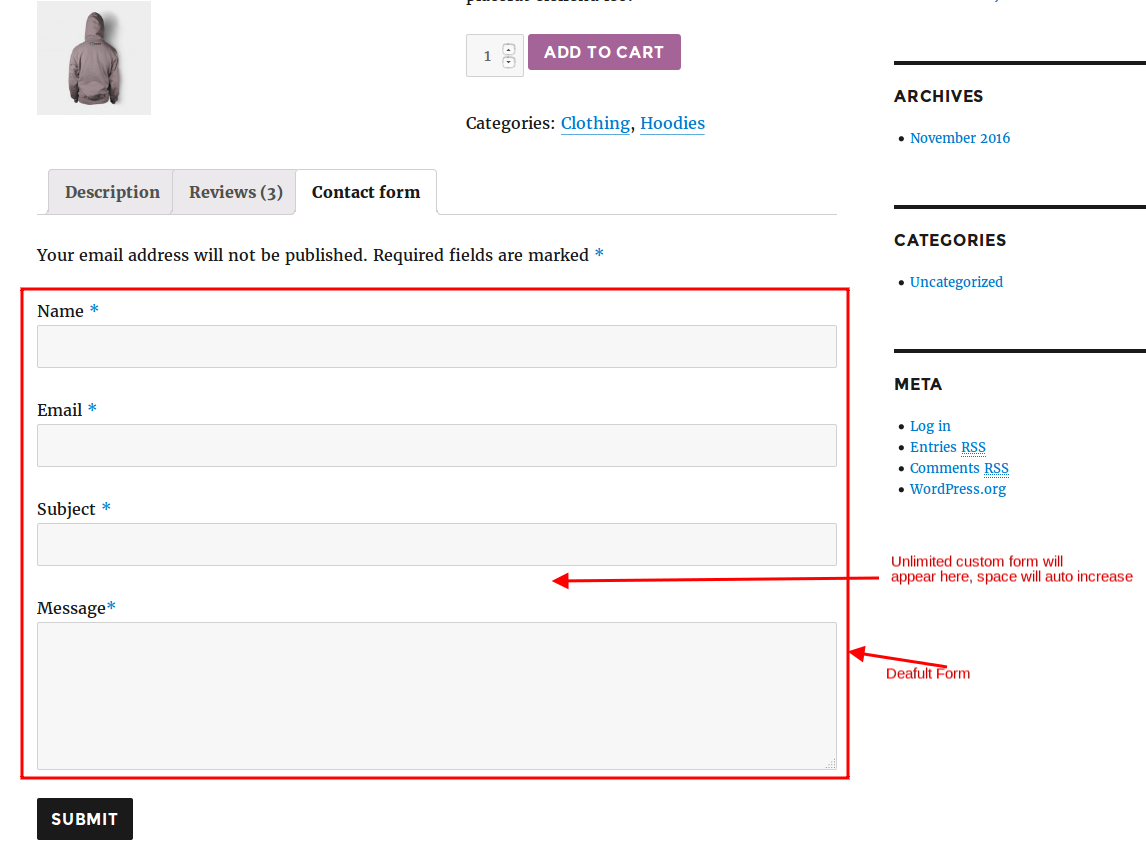 1
ADD TO CART
Categories: Clothing, Hoodies
Description
Reviews (3)
Contact form
Your email address will not be published. Required fields are marked *
Name *
Email *
Subject *
Message*
SUBMIT
ARCHIVES
November 2016
CATEGORIES
Uncategorized
META
Log in
Entries RSS
Comments RSS
WordPress.org
Unlimited custom form will
appear here, space will auto increase
Deafult Form